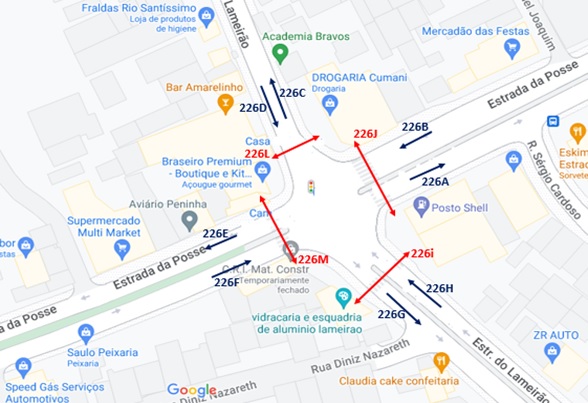 Fraldas Rio Santíssimo
Loja de produtos
de higiene
Lameirão
Academia Bravos
Mercadão das Festas
el Joaquim
Bar Amarelinho
226D
226C
DROGARIA Cumani
Drogaria
Estrada da Posse
226J
226B
Casa
226L
Braseiro Premium
- Boutique e Kit...
Açougue gourmet
226A
R. Sérgio Cardoso
Eskim
Estrad
Sorvete
Aviário Peninha
Carn
Posto Shell
Supermercado
Multi Market
226E
Estrada da Posse
226F
226M
C.R.I. Mat. Constr
Temporariamente
fechado
226i
226H
226G
vidracaria e esquadria
de aluminio lameirao
da Posse
Saulo Peixaria
Peixaria
Rua Diniz Nazareth
Estr. do Lameirão
ZR AUTO
Speed Gás Serviços
Automotivos
Google
Diniz Nazareth
Claudia cake confeitaria